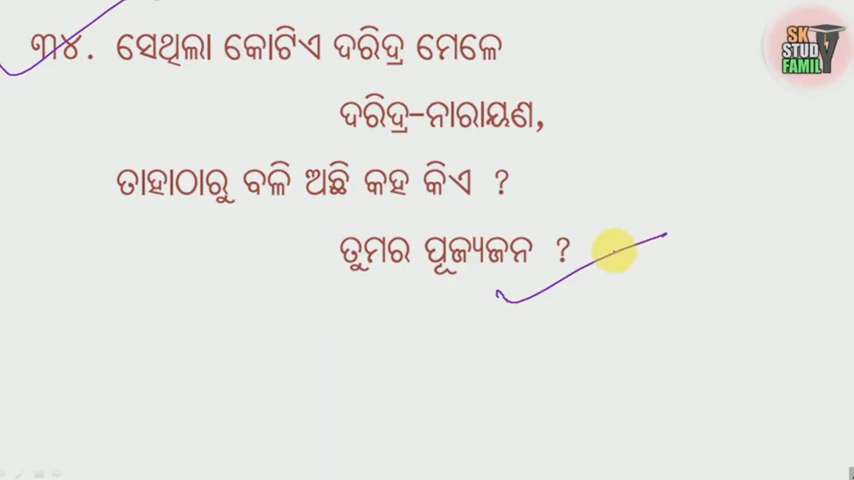 ୩୪. ସେଥିଲା କୋଟିଏ ଦରିଦ୍ର ମେଳେ
ଦରିଦ୍ର-ନାରାୟଣ,
ତାହାଠାରୁ ବଳି ଅଛି କହ କିଏ ?
ତୁମର ପୂଜ୍ୟଜନ ?
SK
STUDY
FAMILY